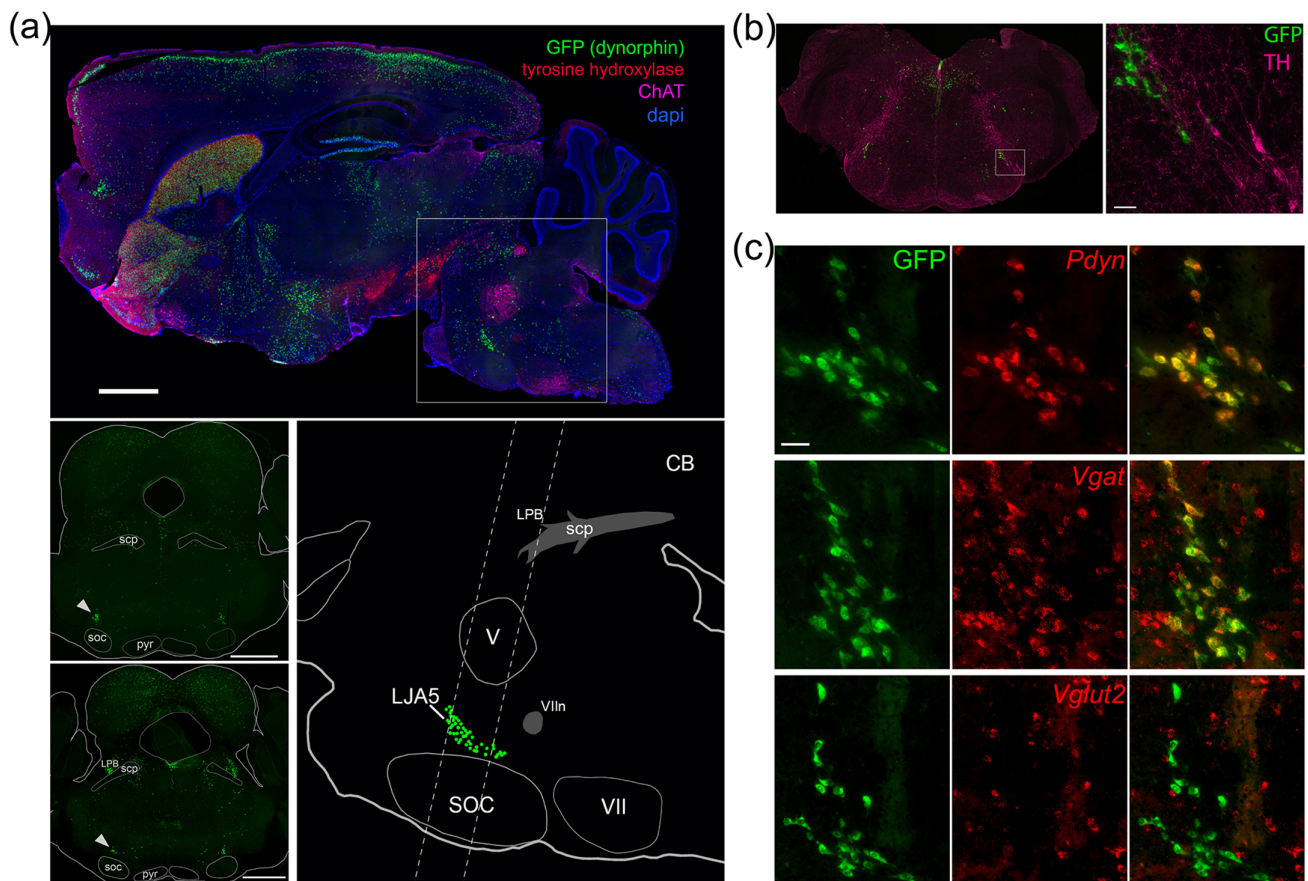 (a)
GFP (dynorphin)
tyrosine hydroxylase
ChAT
dapi
scp
soc
pyr
LPB
scp
soc
pyr
CB
LPB
scp
V
LJA5
VIIn
SOC
VII
(b)
GFP
TH
(c)
GFP
Pdyn
Vgat
Vglut2